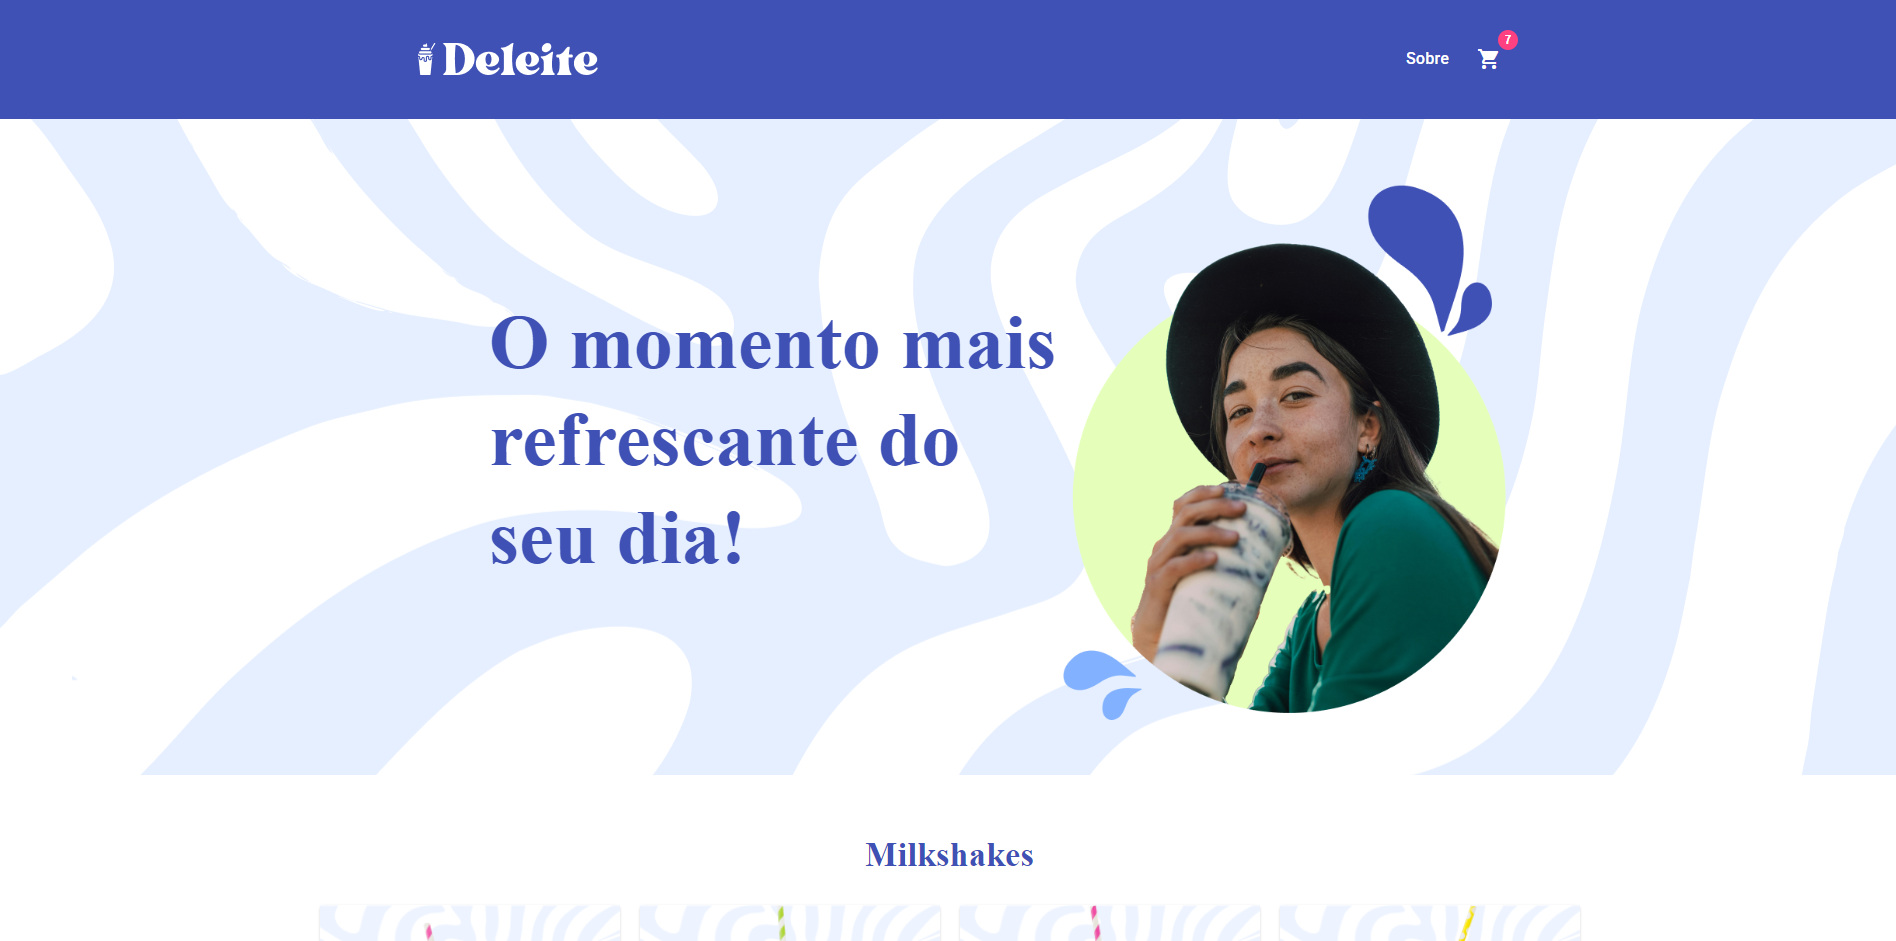 Deleite
Sobre
7
O momento mais
refrescante do
seu dia!
Milkshakes